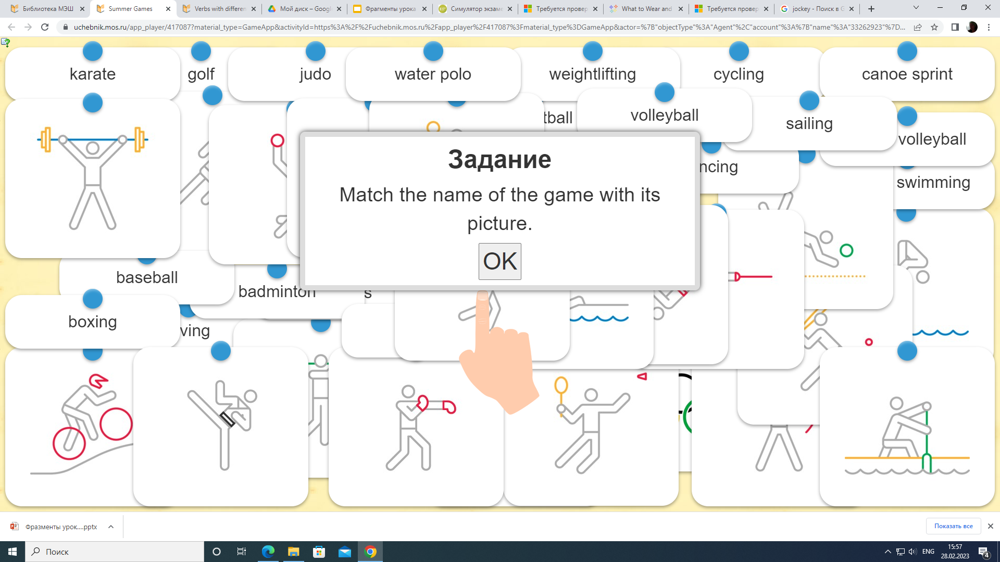 Библиотека МЭШ
Summer Games
Verbs with differen
Мой диск – Googl
Фрагменты урока
Симулятор экзаме
Требуется провер
What to Wear and
Требуется провер
jockey - Поиск в G
uchebnik.mos.ru/app_player/417087?material_type=GameApp&activityId=https%3A%2F%2Fuchebnik.mos.ru%2Fapp_player%2F417087%3Fmaterial_type%3DGameApp&actor=%7B"objectType"%3A"Agent"%2C"account"%3A%7B"name"%3A"33262923"%7D...
karate
golf
judo
water polo
weightlifting
cycling
canoe sprint
tball
volleyball
sailing
volleyball
ncing
swimming
Задание
Match the name of the game with its
picture.
OK
baseball
badminton
s
boxing
ving
Фразменты урок....pptx
Показать все
Поиск
ENG
15:57
28.02.2023
4